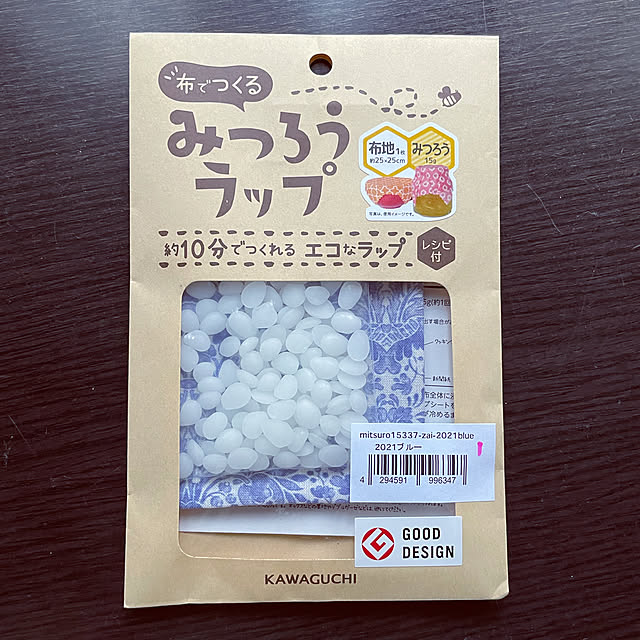 布でつくる
みつろう
ラップ
布地1枚
約25×25cm
みつろう
15g
写真は、使用イメージです。
約10分でつくれる エコなラップ
レシピ
付
mitsuro15337-zai-2021blue
2021ブルー
4 294591 996347
GOOD
DESIGN
KAWAGUCHI